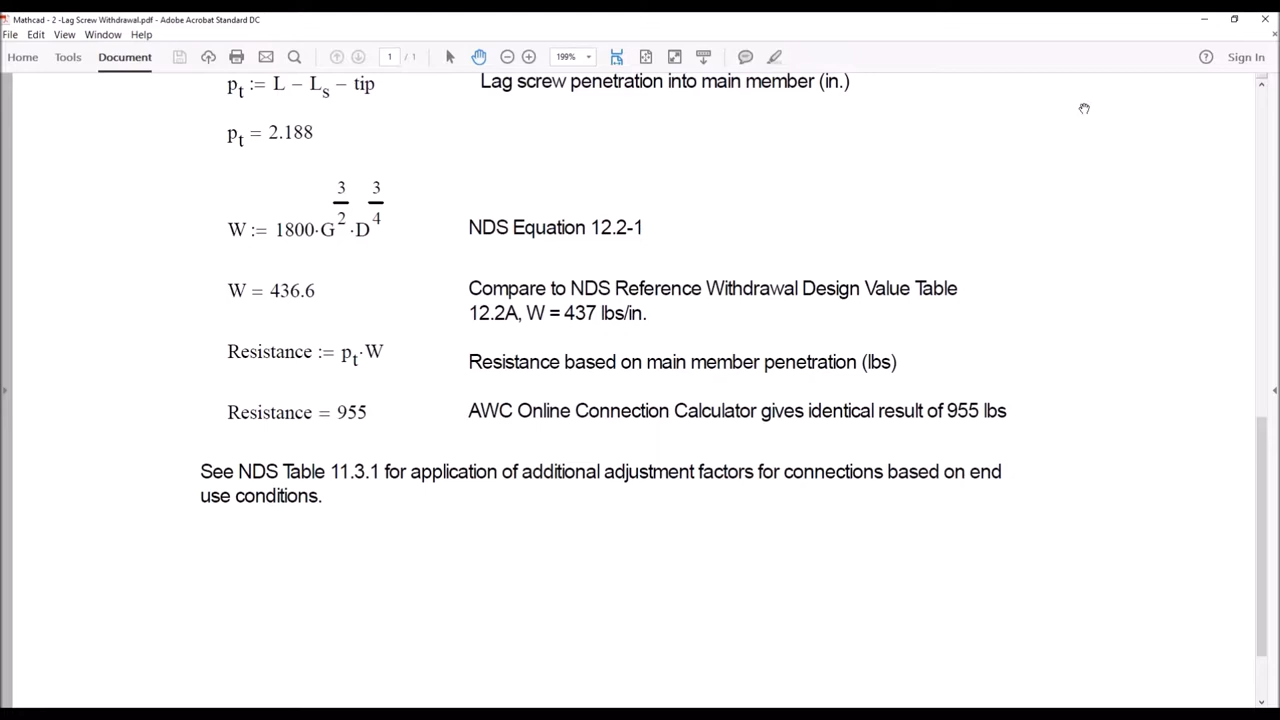 Mathcad - 2 -Lag Screw Withdrawal.pdf - Adobe Acrobat Standard DC
File Edit View Window Help
Home Tools Document 1 / 1 199% Sign In
pt := L − Ls − tip Lag screw penetration into main member (in.)
pt = 2.188
W := 1800·G^(3/2)·D^(3/4) NDS Equation 12.2-1
W = 436.6 Compare to NDS Reference Withdrawal Design Value Table
12.2A, W = 437 lbs/in.
Resistance := pt·W Resistance based on main member penetration (lbs)
Resistance = 955 AWC Online Connection Calculator gives identical result of 955 lbs
See NDS Table 11.3.1 for application of additional adjustment factors for connections based on end
use conditions.